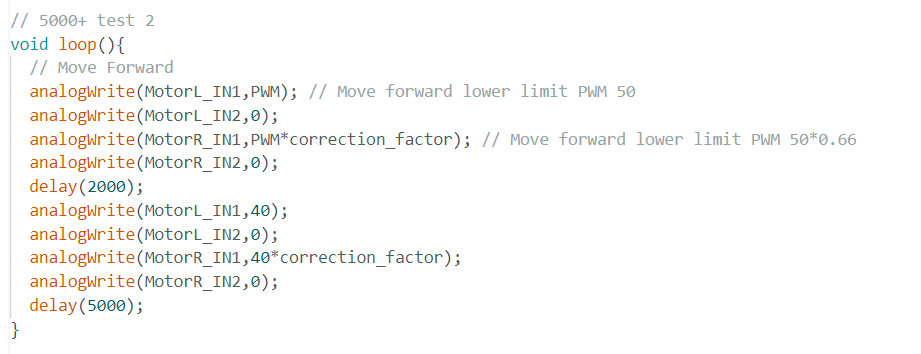 // 5000+ test 2
void loop(){
// Move Forward
analogWrite(MotorL_IN1,PWM); // Move forward lower limit PWM 50
analogWrite(MotorL_IN2,0);
analogWrite(MotorR_IN1,PWM*correction_factor); // Move forward lower limit PWM 50*0.66
analogWrite(MotorR_IN2,0);
delay(2000);
analogWrite(MotorL_IN1,40);
analogWrite(MotorL_IN2,0);
analogWrite(MotorR_IN1,40*correction_factor);
analogWrite(MotorR_IN2,0);
delay(5000);
}